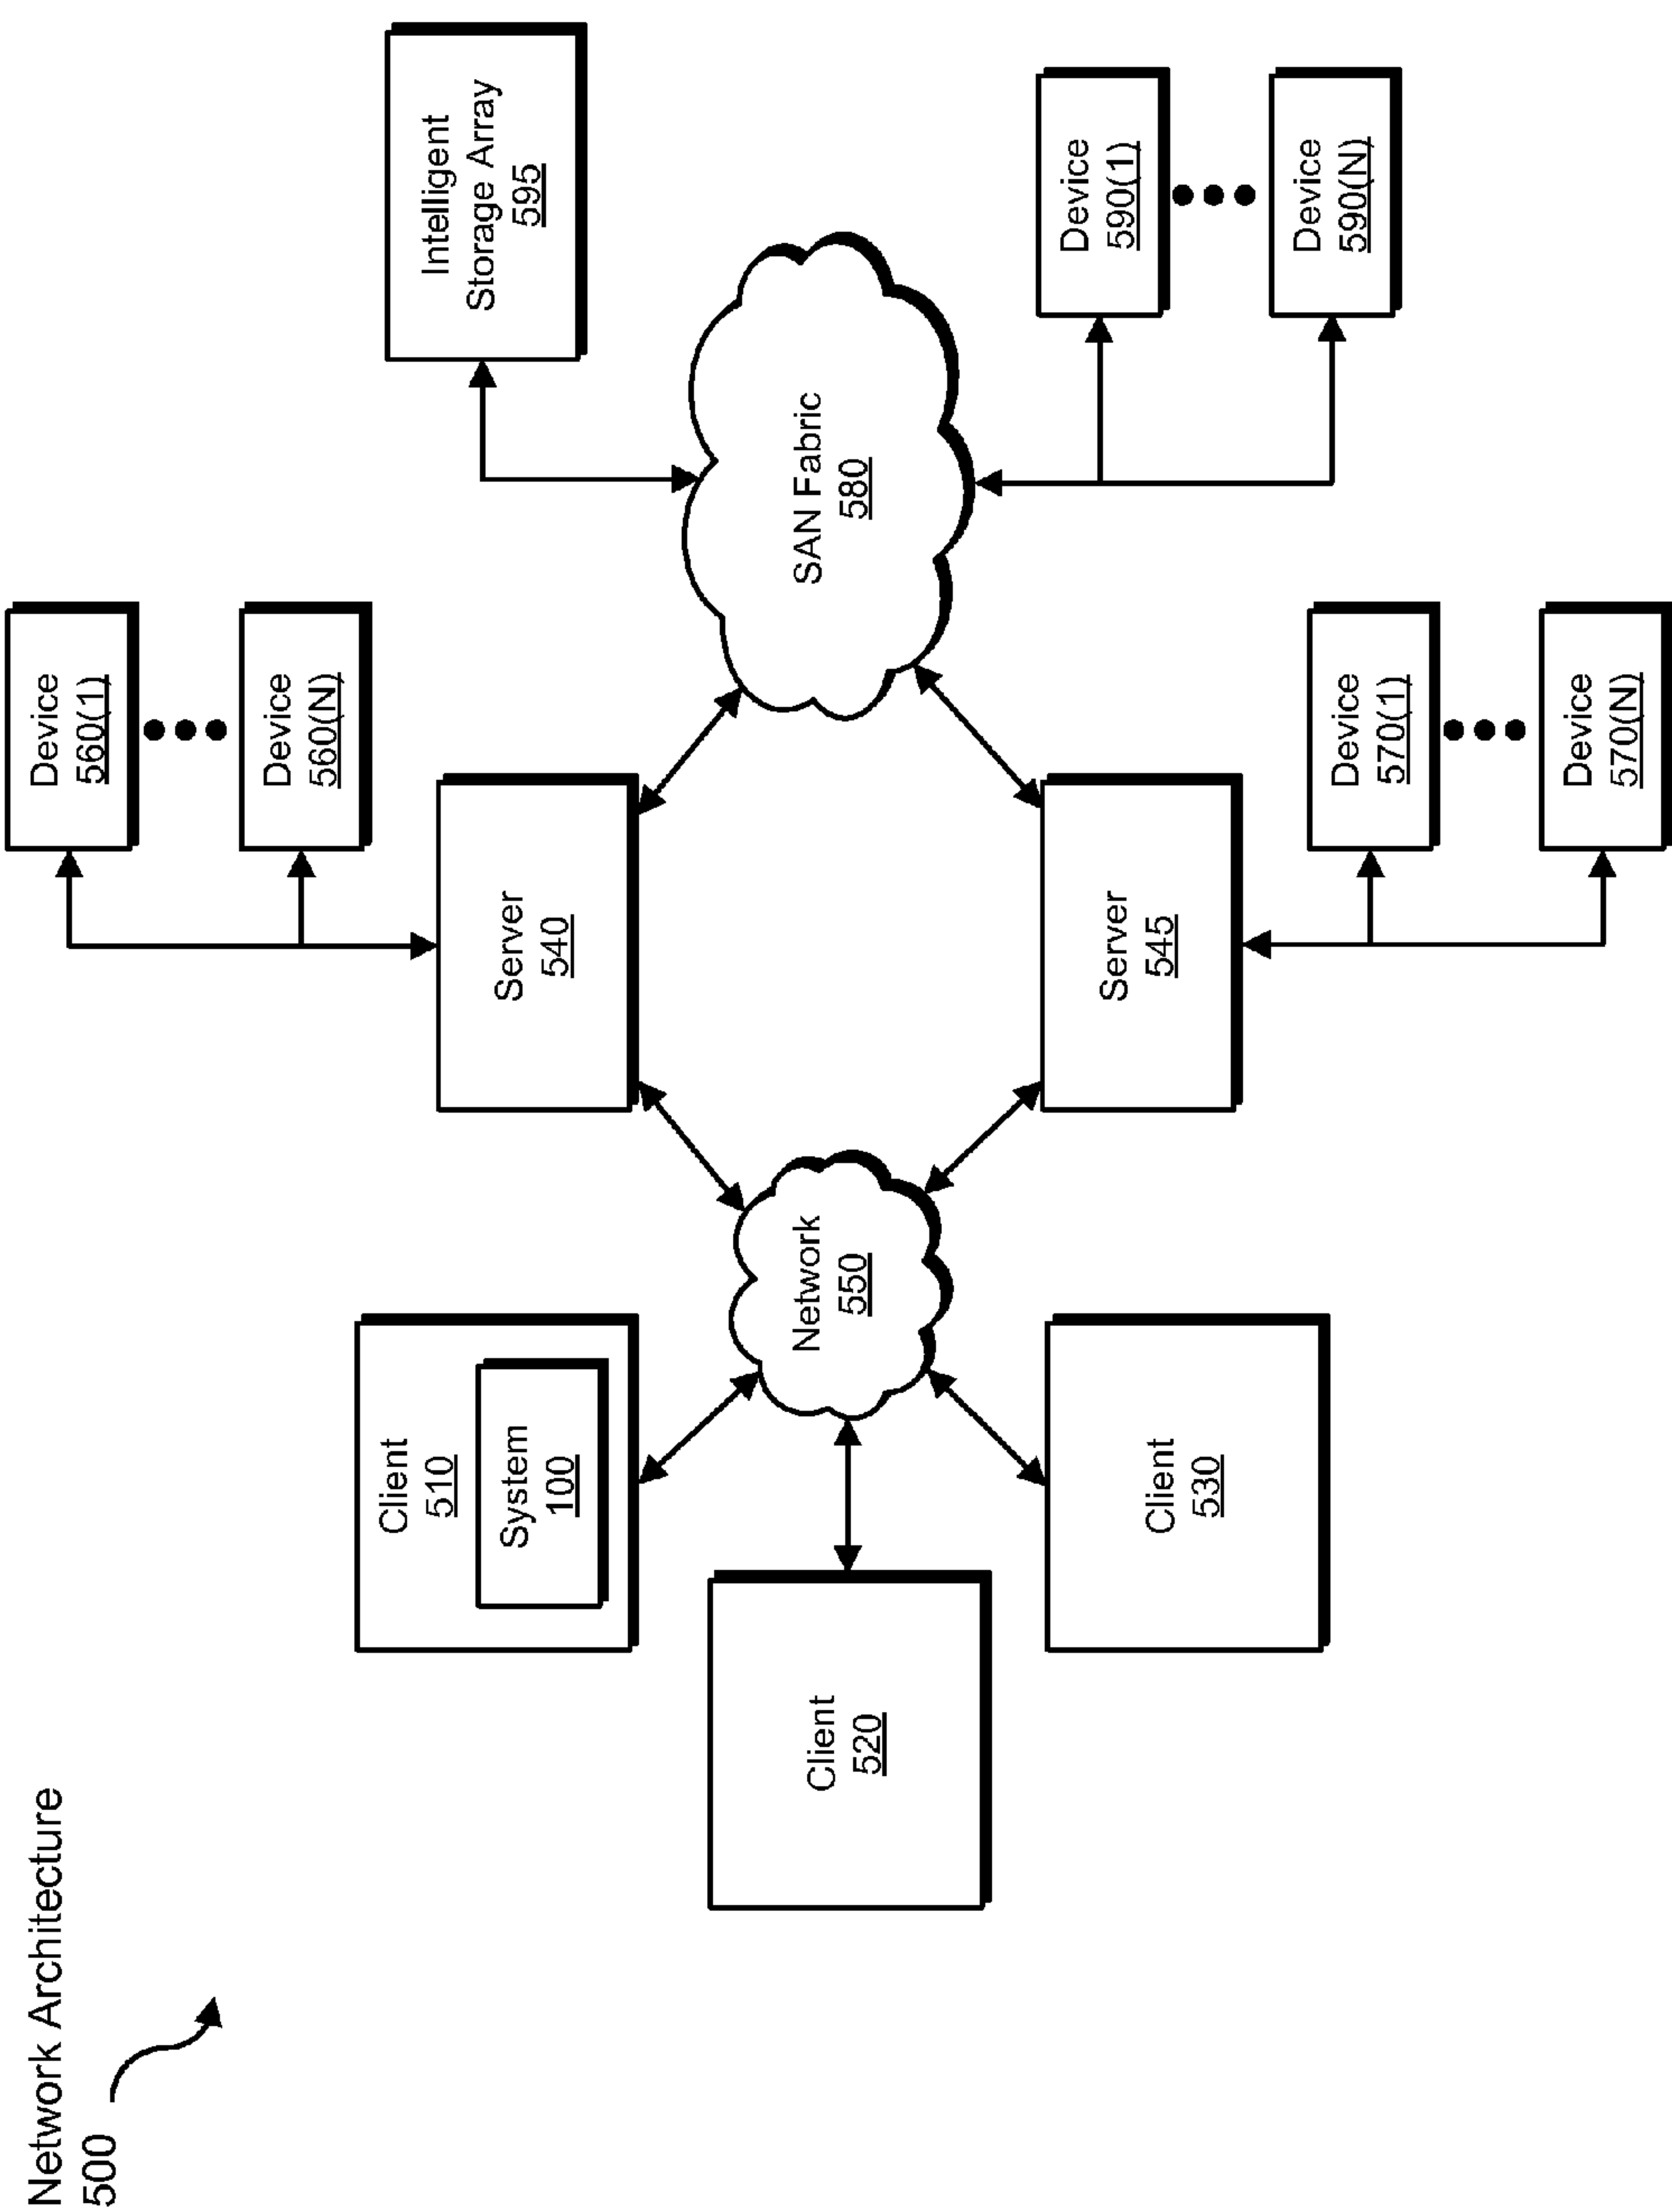 Network Architecture
500
Client
510
System
100
Client
520
Client
530
Network
550
Server
540
Server
545
Device
560(1)
Device
560(N)
Device
570(1)
Device
570(N)
SAN Fabric
580
Intelligent
Storage Array
595
Device
590(1)
Device
590(N)